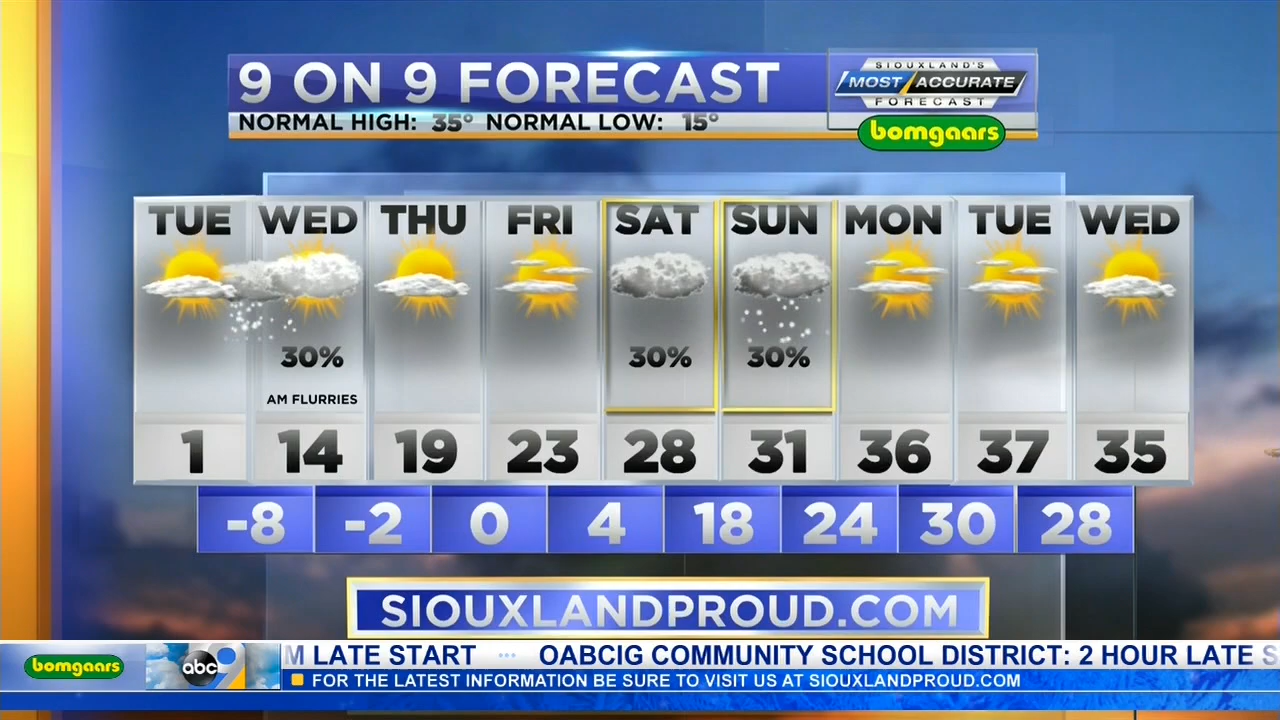 9 ON 9 FORECAST
NORMAL HIGH: 35° NORMAL LOW: 15°
SIOUXLAND'S
MOST ACCURATE
FORECAST
bomgaars
TUE WED THU FRI SAT SUN MON TUE WED
30% 30% 30%
AM FLURRIES
1 14 19 23 28 31 36 37 35
-8 -2 0 4 18 24 30 28
SIOUXLANDPROUD.COM
bomgaars abc 9 M LATE START ... OABCIG COMMUNITY SCHOOL DISTRICT: 2 HOUR LATE S
FOR THE LATEST INFORMATION BE SURE TO VISIT US AT SIOUXLANDPROUD.COM